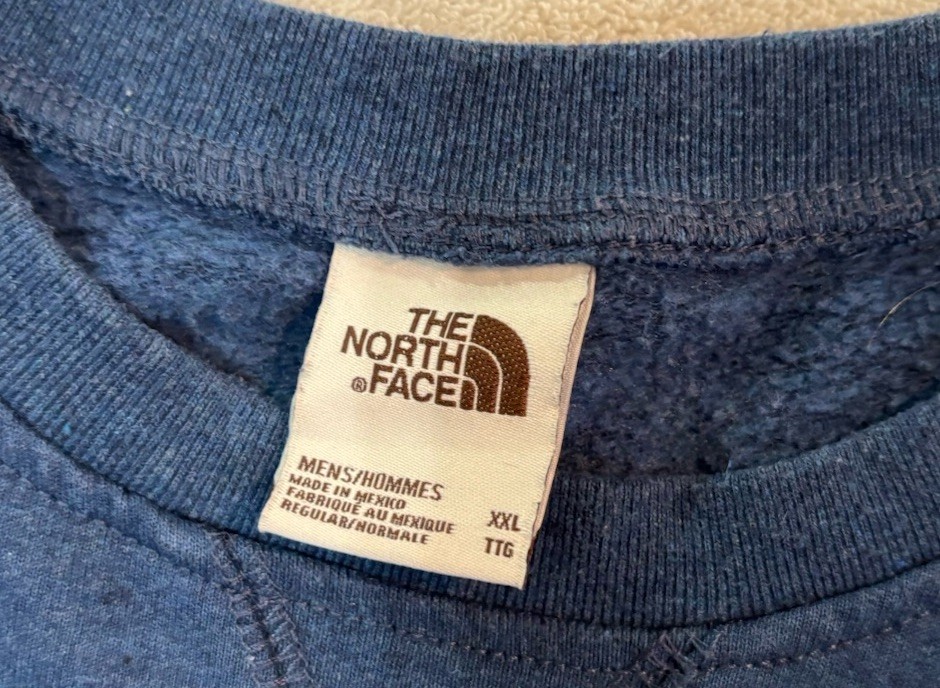 THE
NORTH
® FACE
MENS/HOMMES
MADE IN MEXICO
FABRIQUÉ AU MEXIQUE
REGULAR/NORMALE
XXL
TTG